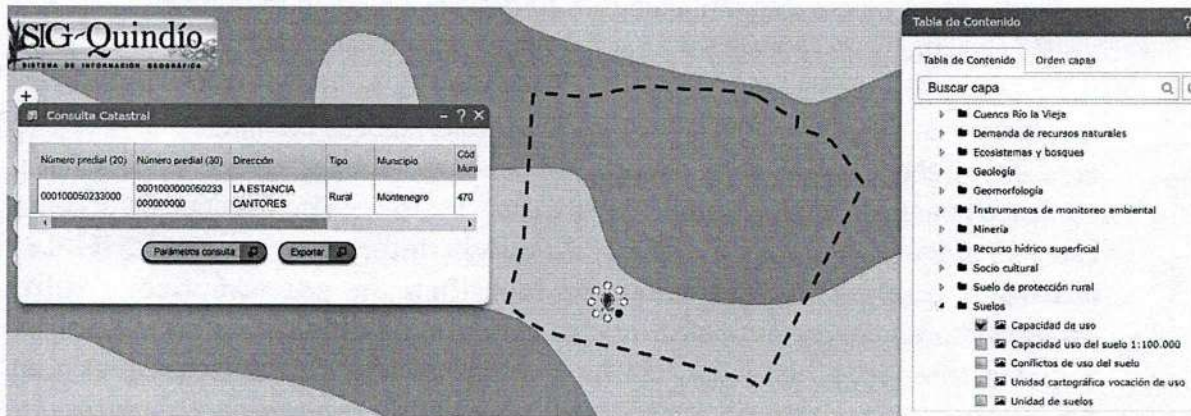 SIG-Quindío
SISTEMA DE INFORMACIÓN GEOGRÁFICA
Consulta Catastral
Número predial (20) Número predial (30) Dirección Tipo Municipio Cód Muni
000100050233000 0001000000050233 000000000 LA ESTANCIA CANTORES Rural Montenegro 470
Parámetros consulta Exportar
Tabla de Contenido
Tabla de Contenido Orden capas
Buscar capa
Cuenca Río la Vieja
Demanda de recursos naturales
Ecosistemas y bosques
Geología
Geomorfología
Instrumentos de monitoreo ambiental
Minería
Recurso hídrico superficial
Socio cultural
Suelo de protección rural
Suelos
Capacidad de uso
Capacidad uso del suelo 1:100.000
Conflictos de uso del suelo
Unidad cartográfica vocación de uso
Unidad de suelos